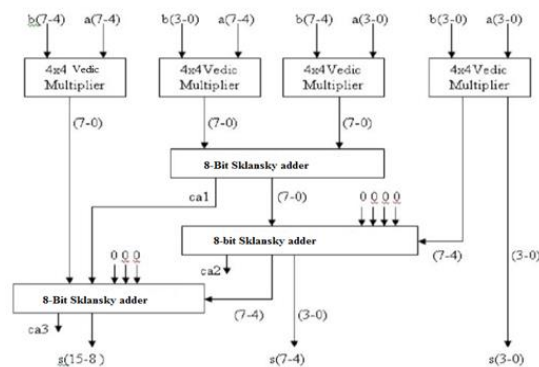 b(7-4) a(7-4) b(3-0) a(7-4) b(7-4) a(3-0) b(3-0) a(3-0)
4x4 Vedic Multiplier
4x4 Vedic Multiplier
4x4 Vedic Multiplier
4x4 Vedic Multiplier
(7-0) (7-0) (7-0)
8-Bit Sklansky adder
ca1 (7-0) 0 0 0 0
8-bit Sklansky adder
(7-4) (3-0)
0 0 0 ca2
8-Bit Sklansky adder
(7-4) (3-0)
ca3
s(15-8) s(7-4) s(3-0)